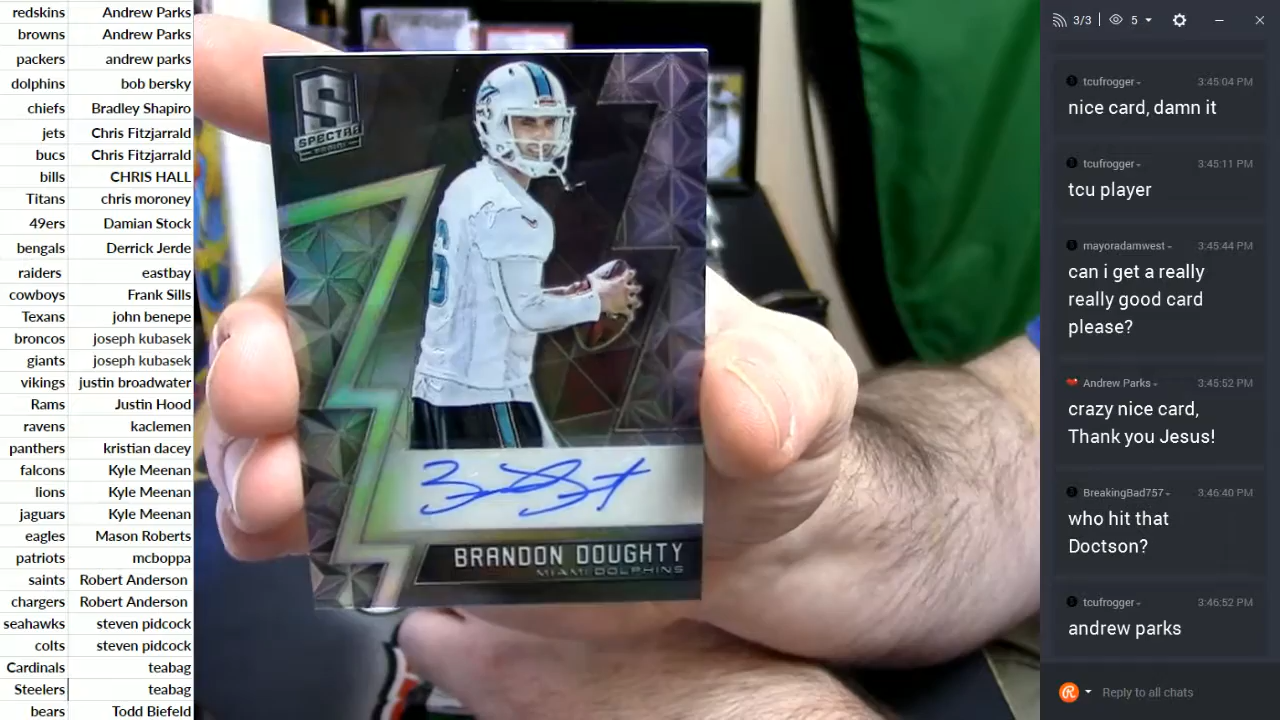 redskins Andrew Parks
browns Andrew Parks
packers andrew parks
dolphins bob bersky
chiefs Bradley Shapiro
jets Chris Fitzjarrald
bucs Chris Fitzjarrald
bills CHRIS HALL
Titans chris moroney
49ers Damian Stock
bengals Derrick Jerde
raiders eastbay
cowboys Frank Sills
Texans john benepe
broncos joseph kubasek
giants joseph kubasek
vikings justin broadwater
Rams Justin Hood
ravens kaclemen
panthers kristian dacey
falcons Kyle Meenan
lions Kyle Meenan
jaguars Kyle Meenan
eagles Mason Roberts
patriots mcboppa
saints Robert Anderson
chargers Robert Anderson
seahawks steven pidcock
colts steven pidcock
Cardinals teabag
Steelers teabag
bears Todd Biefeld
S
SPECTRA
PANINI
6
BRANDON DOUGHTY
MIAMI DOLPHINS
3/3 5
tcufrogger 3:45:04 PM
nice card, damn it
tcufrogger 3:45:11 PM
tcu player
mayoradamwest 3:45:44 PM
can i get a really
really good card
please?
Andrew Parks 3:45:52 PM
crazy nice card,
Thank you Jesus!
BreakingBad757 3:46:40 PM
who hit that
Doctson?
tcufrogger 3:46:52 PM
andrew parks
Reply to all chats